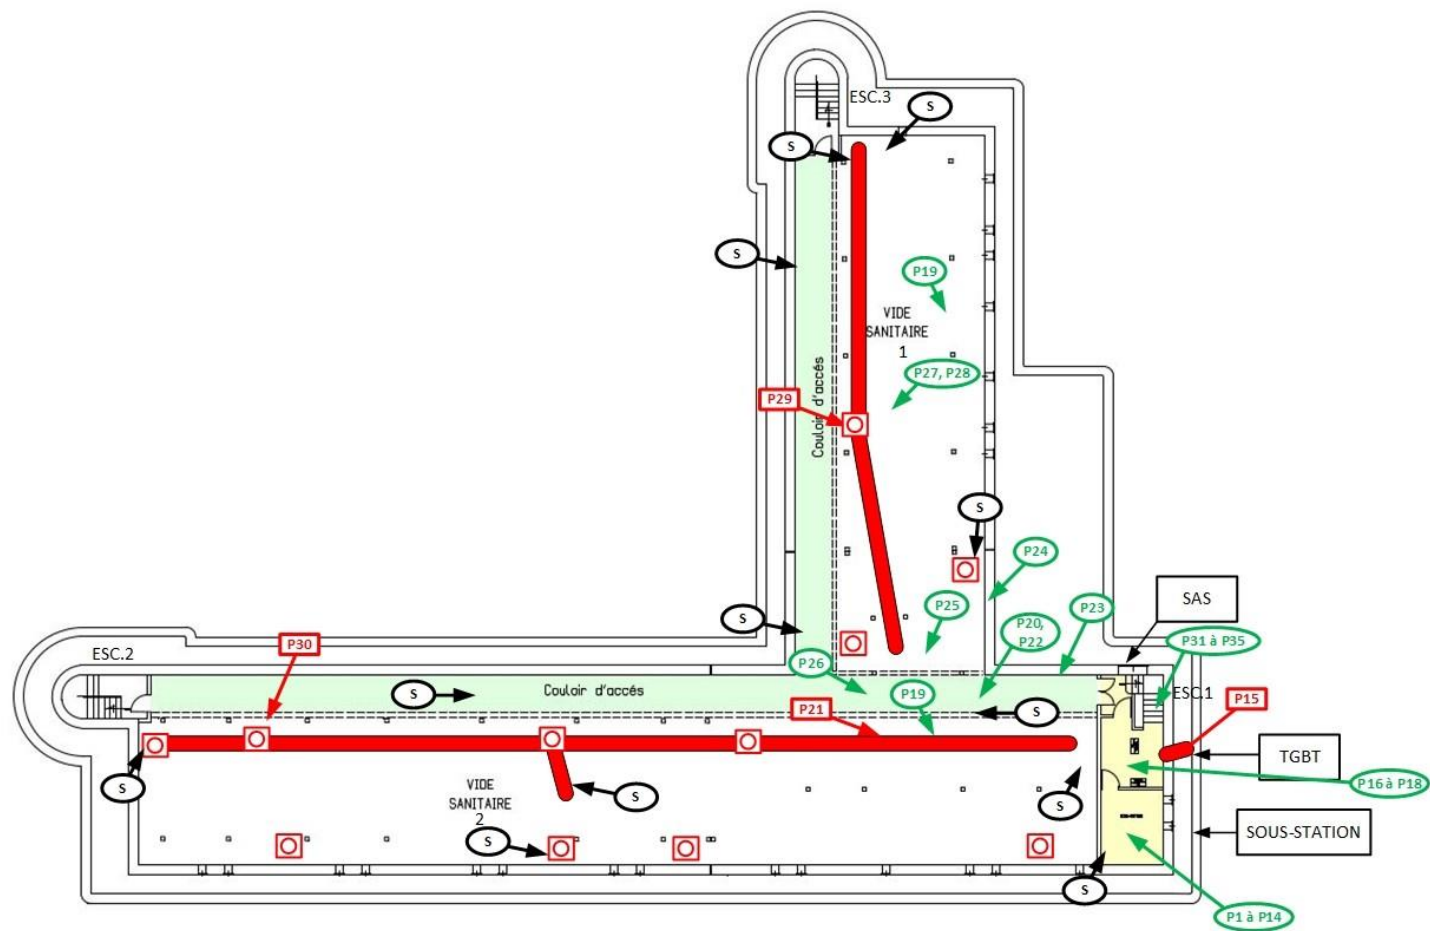 ESC.3
S
S
S
P19
VIDE
SANITAIRE
1
Couloir d'accés
P27, P28
P29
S
P24
SAS
S
P25
P20,
P22
P23
P31 à P35
ESC.2
P30
P26
Couloir d'accés
S
P19
S
ESC.1
P15
P21
TGBT
P16 à P18
S
S
S
VIDE
SANITAIRE
2
S
SOUS-STATION
S
P1 à P14